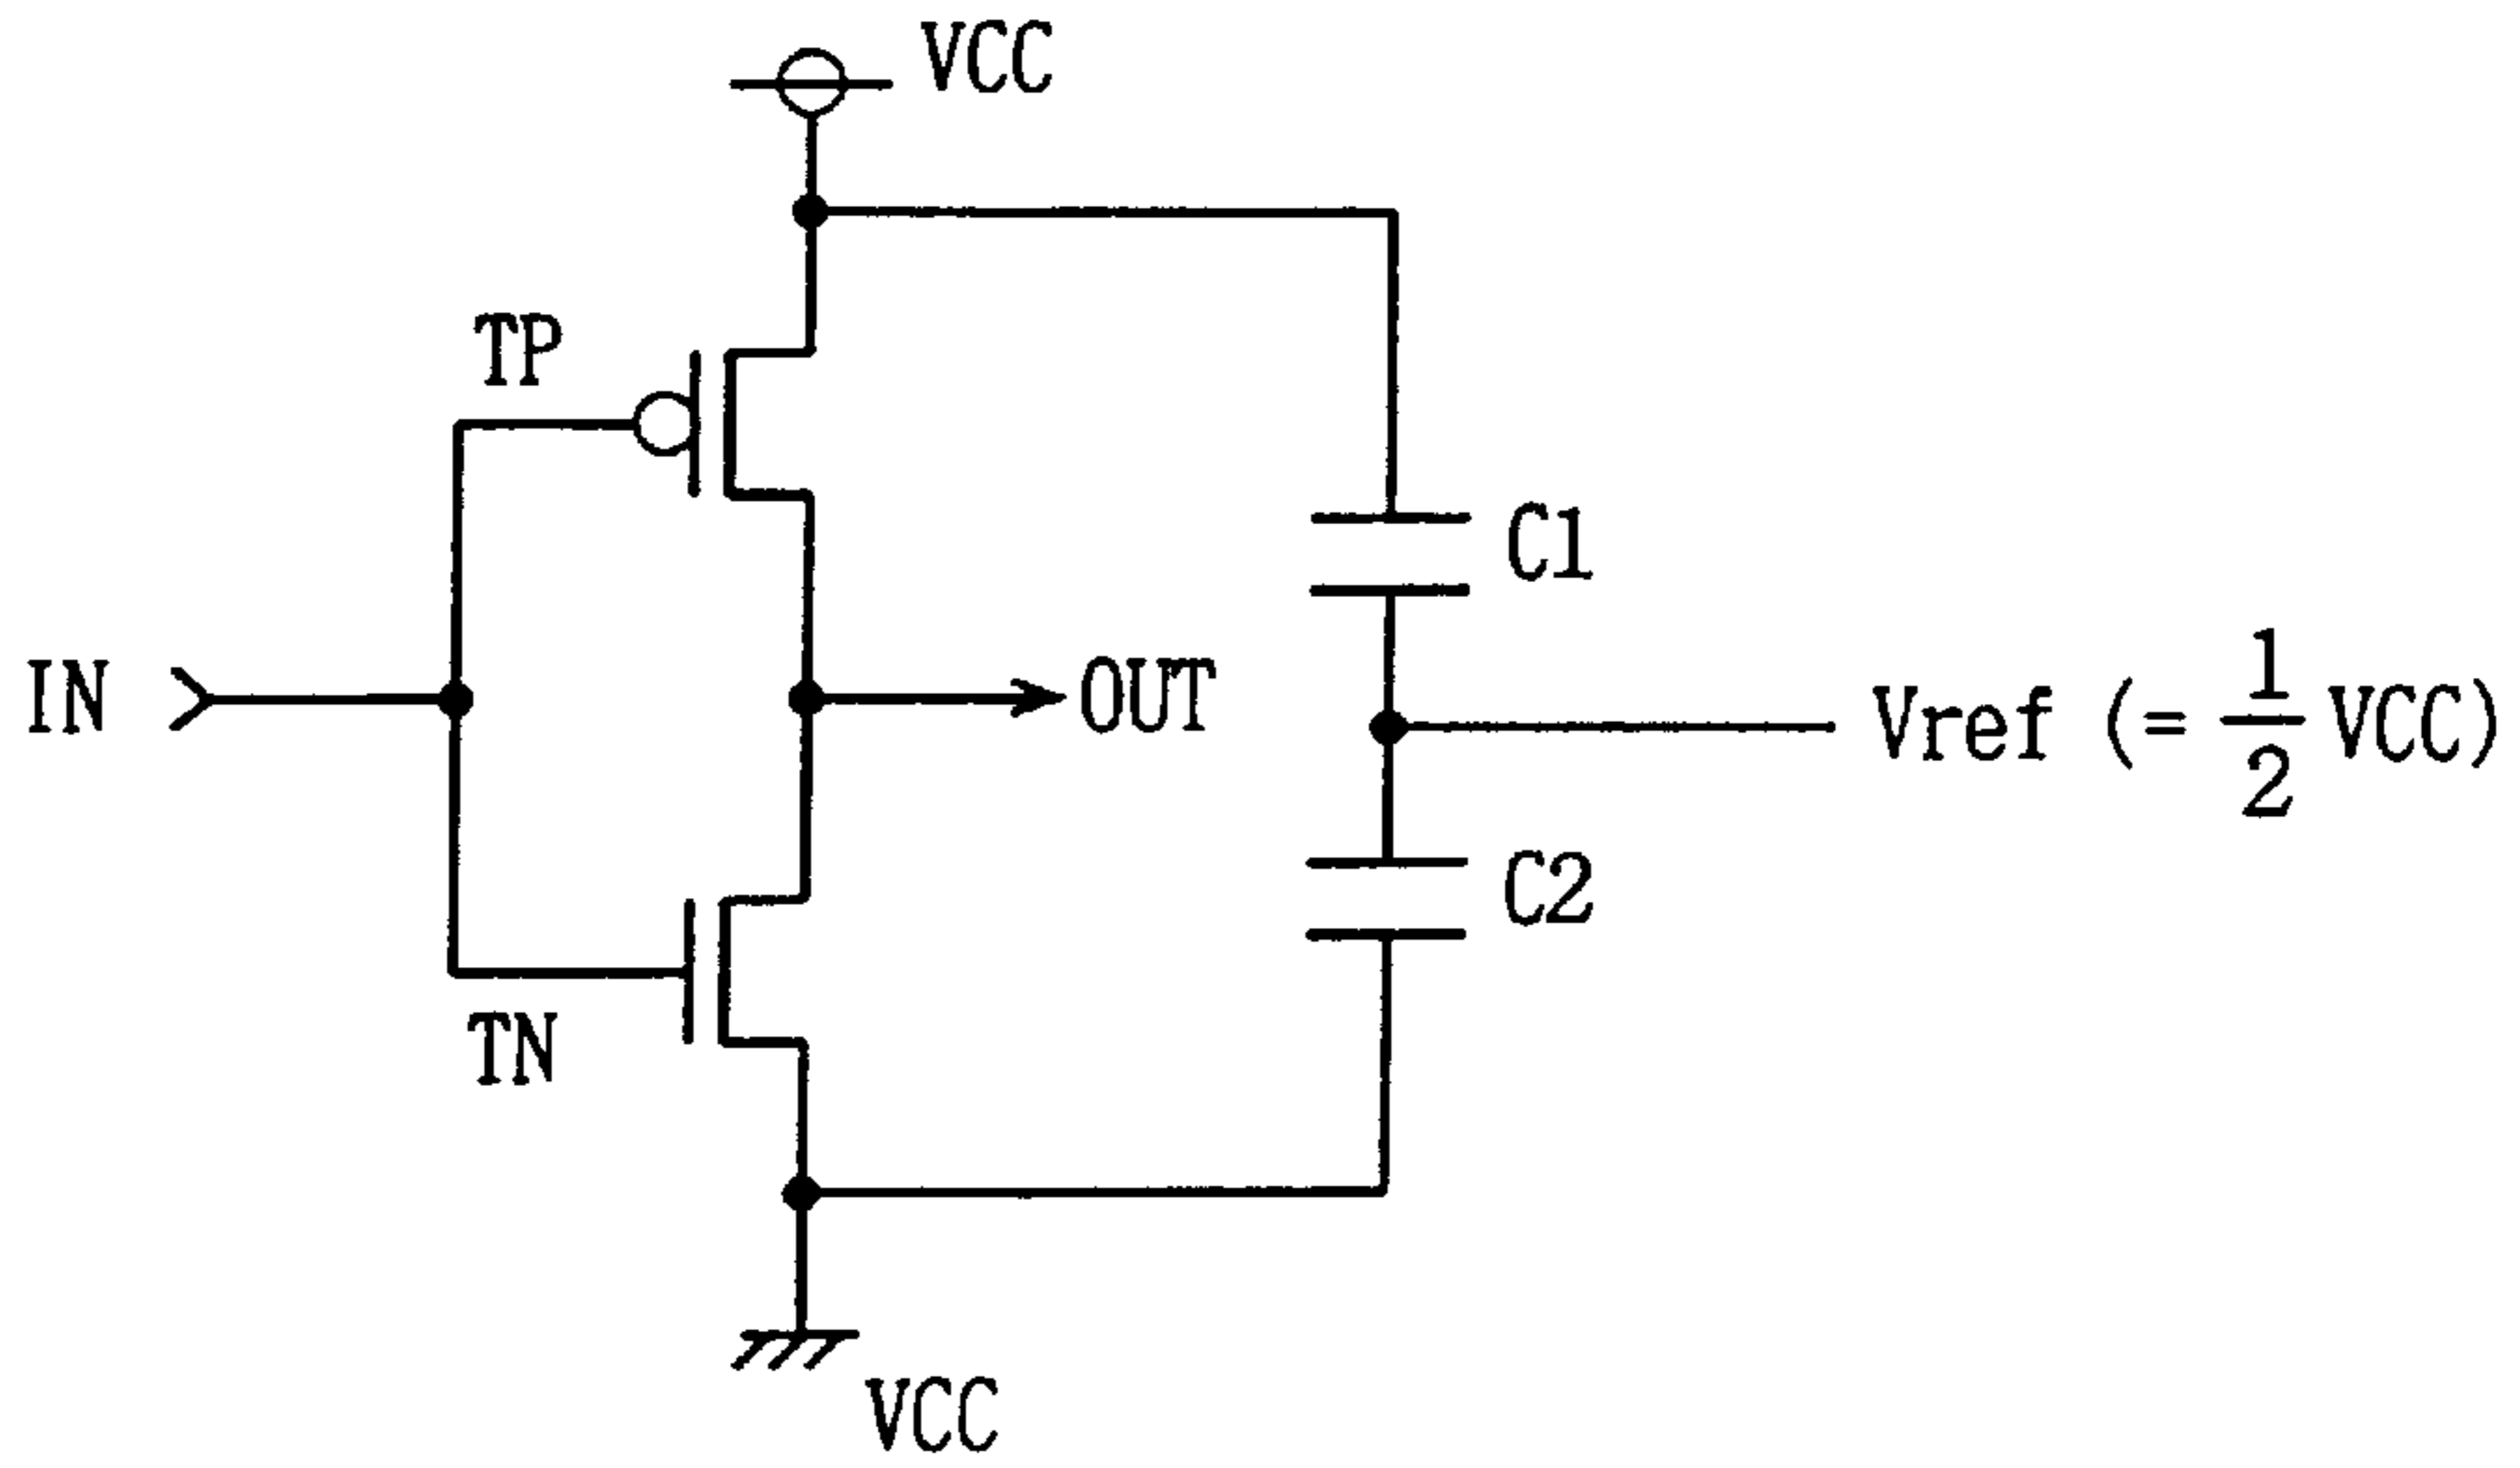 VCC
TP
C1
IN
OUT
Vref (= 1/2 VCC)
C2
TN
VCC